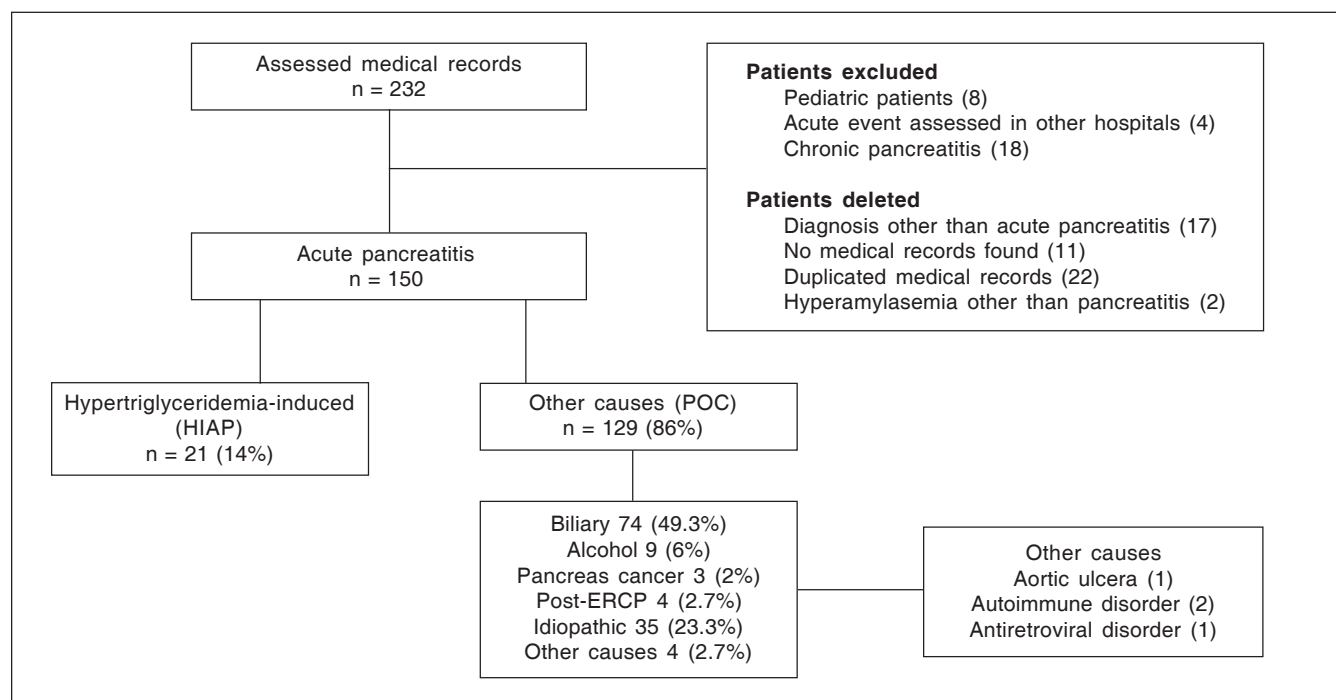 Assessed medical records
n = 232
Patients excluded
Pediatric patients (8)
Acute event assessed in other hospitals (4)
Chronic pancreatitis (18)
Patients deleted
Diagnosis other than acute pancreatitis (17)
No medical records found (11)
Duplicated medical records (22)
Hyperamylasemia other than pancreatitis (2)
Acute pancreatitis
n = 150
Hypertriglyceridemia-induced
(HIAP)
n = 21 (14%)
Other causes (POC)
n = 129 (86%)
Biliary 74 (49.3%)
Alcohol 9 (6%)
Pancreas cancer 3 (2%)
Post-ERCP 4 (2.7%)
Idiopathic 35 (23.3%)
Other causes 4 (2.7%)
Other causes
Aortic ulcera (1)
Autoimmune disorder (2)
Antiretroviral disorder (1)